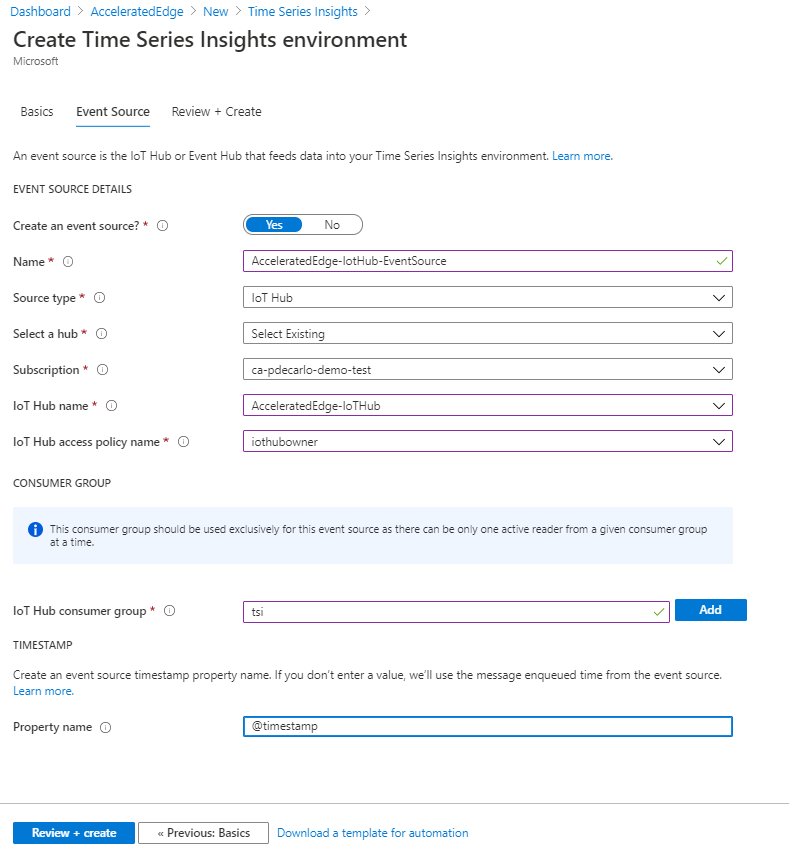 Dashboard > AcceleratedEdge > New > Time Series Insights >
Create Time Series Insights environment
Microsoft
Basics Event Source Review + Create
An event source is the IoT Hub or Event Hub that feeds data into your Time Series Insights environment. Learn more.
EVENT SOURCE DETAILS
Create an event source? * Yes No
Name * AcceleratedEdge-IotHub-EventSource
Source type * IoT Hub
Select a hub * Select Existing
Subscription * ca-pdecarlo-demo-test
IoT Hub name * AcceleratedEdge-IoTHub
IoT Hub access policy name * iothubowner
CONSUMER GROUP
This consumer group should be used exclusively for this event source as there can be only one active reader from a given consumer group
at a time.
IoT Hub consumer group * tsi Add
TIMESTAMP
Create an event source timestamp property name. If you don't enter a value, we'll use the message enqueued time from the event source.
Learn more.
Property name @timestamp
Review + create « Previous: Basics Download a template for automation